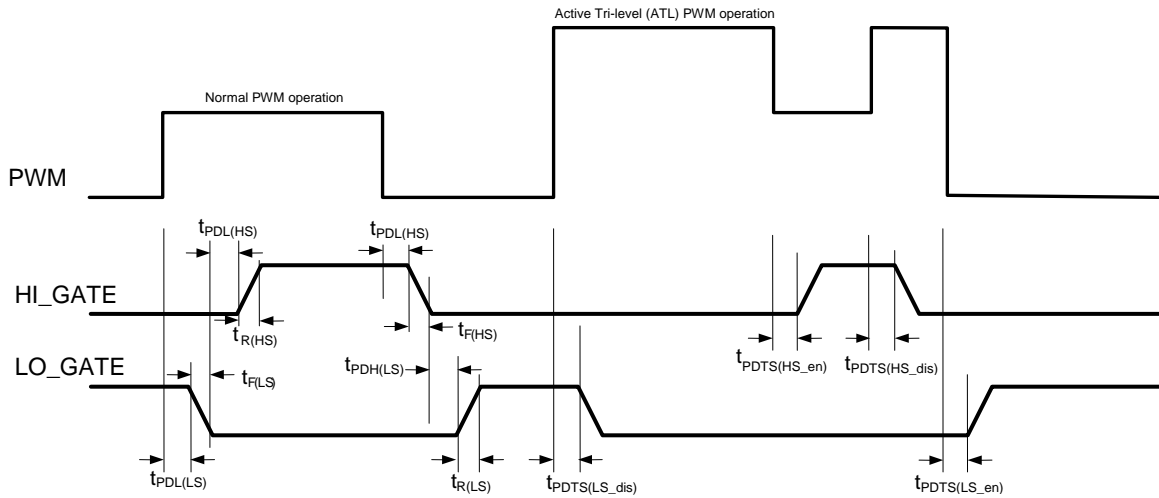 Active Tri-level (ATL) PWM operation
Normal PWM operation
PWM
tPDL(HS)
tPDL(HS)
HI_GATE
tR(HS)
tF(HS)
tPDTS(HS_en)
tPDTS(HS_dis)
LO_GATE
tF(LS)
tPDH(LS)
tPDL(LS)
tR(LS)
tPDTS(LS_dis)
tPDTS(LS_en)